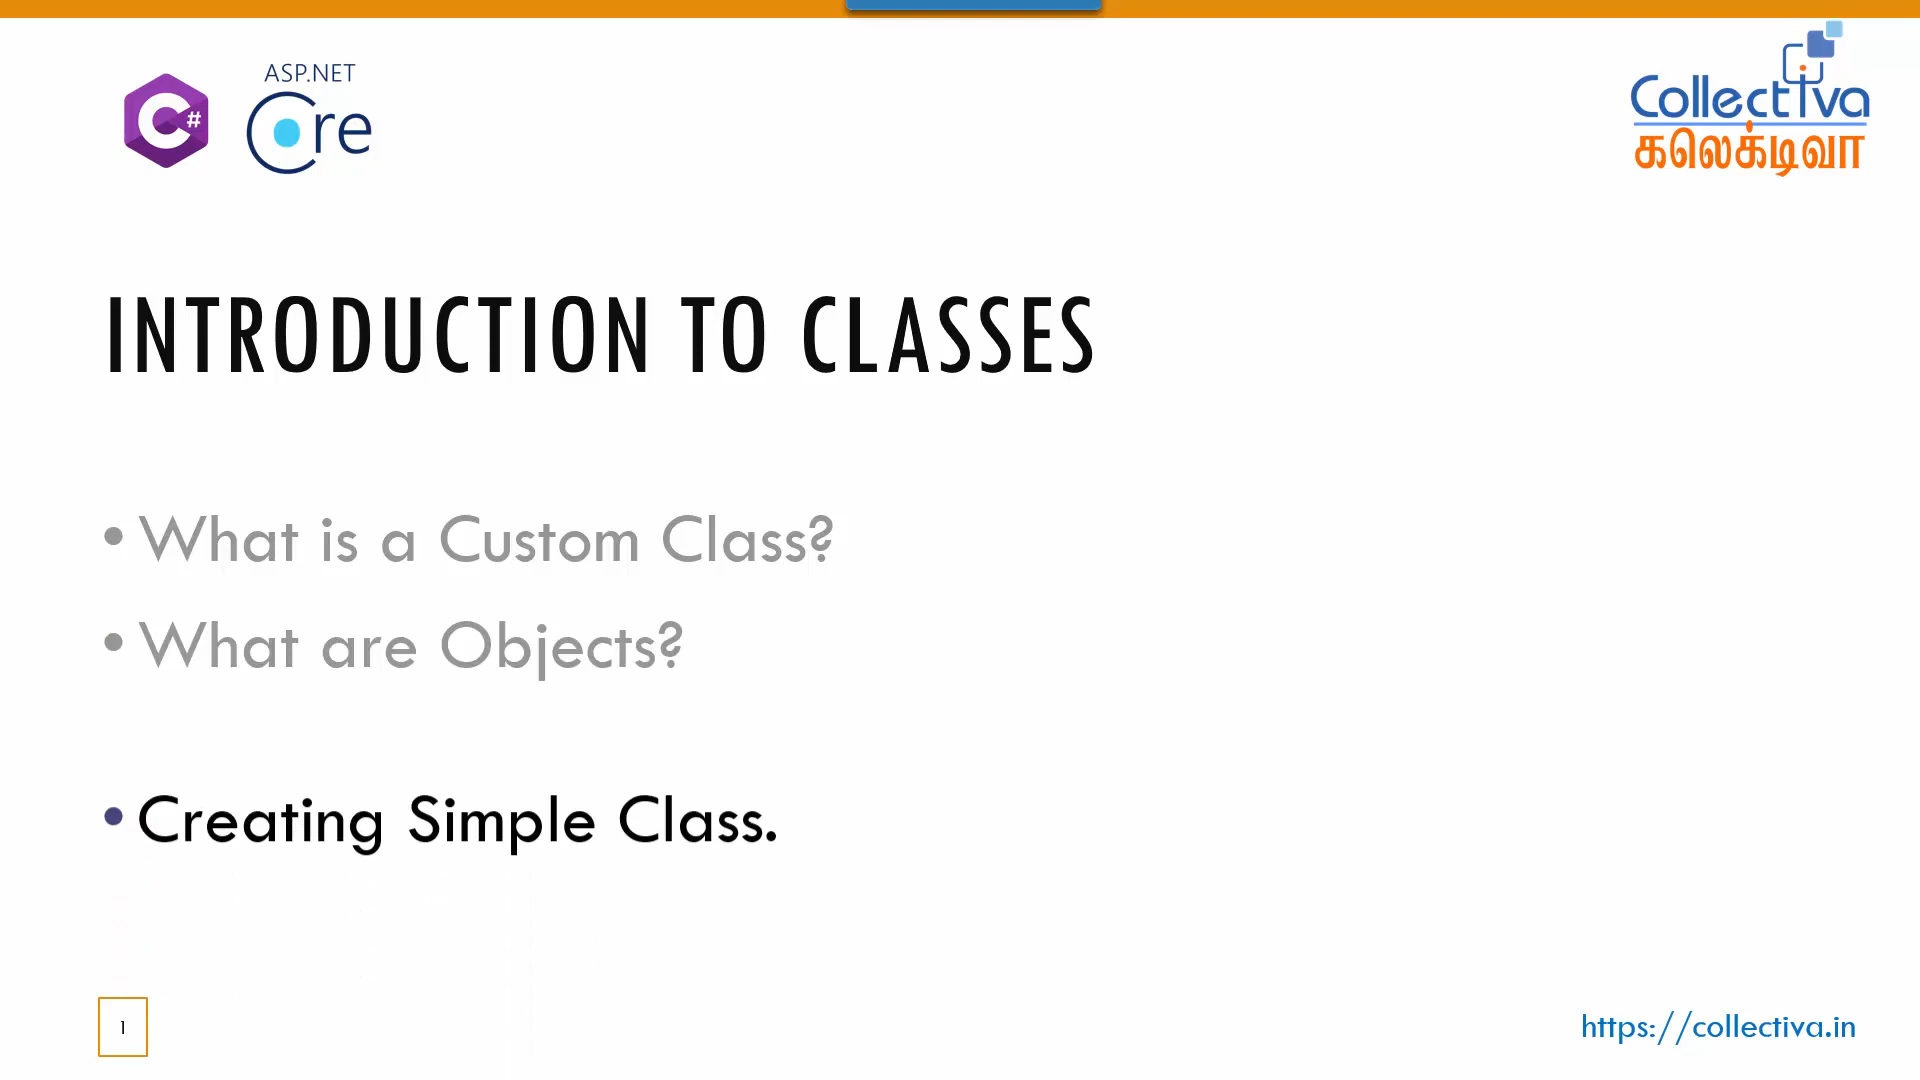 ASP.NET
C#
Core
Collectiva
கலெக்டிவா
INTRODUCTION TO CLASSES
• What is a Custom Class?
• What are Objects?
• Creating Simple Class.
1
https://collectiva.in